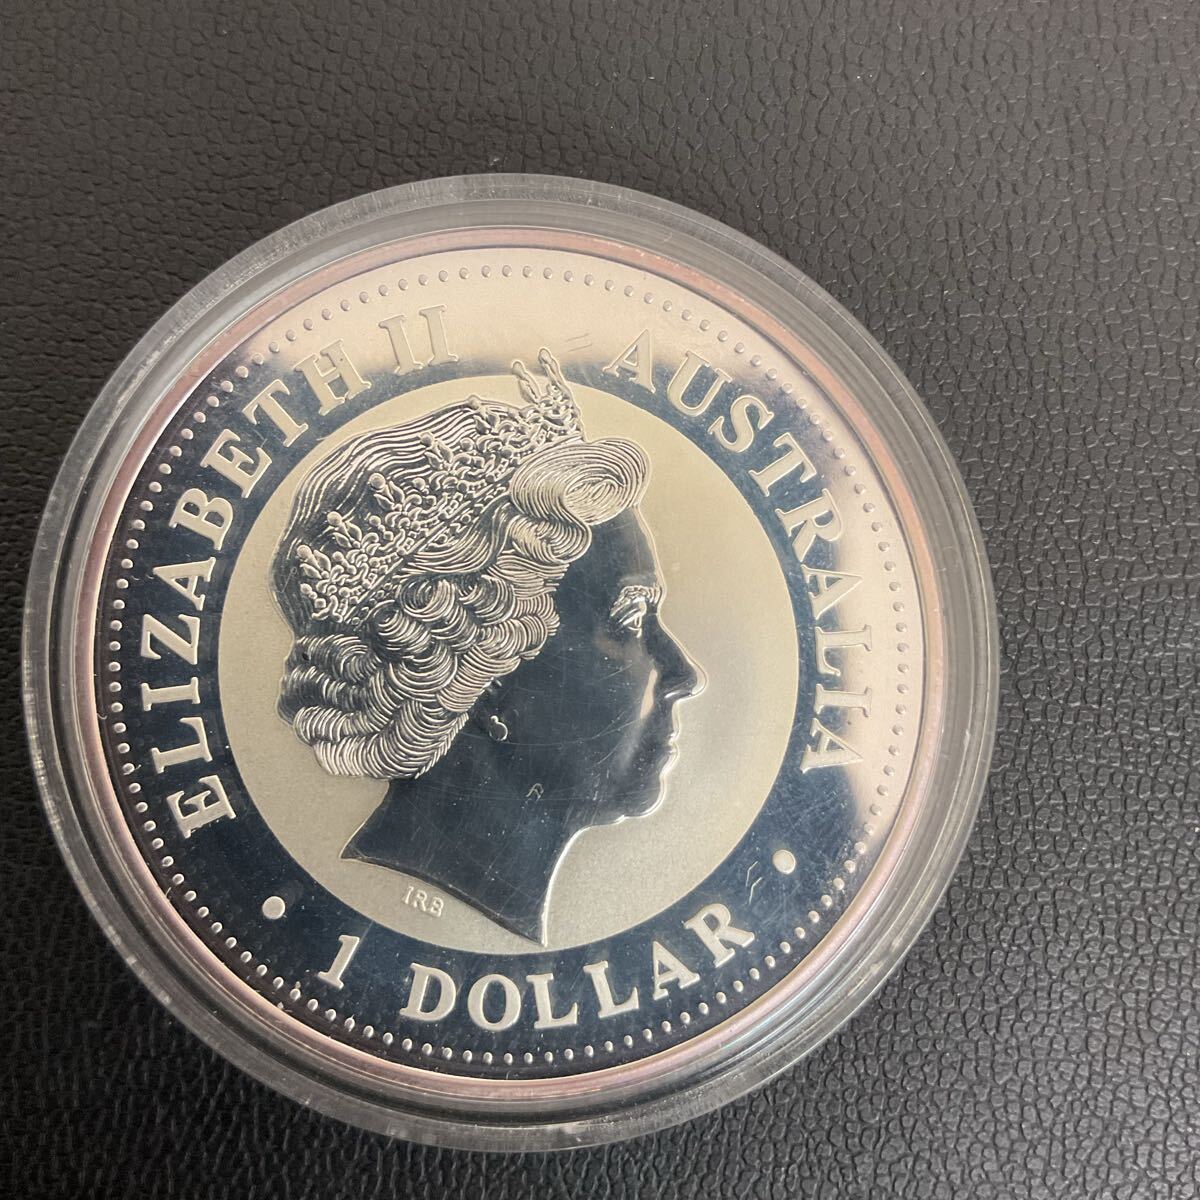 ELIZABETH II AUSTRALIA
IRB
1 DOLLAR